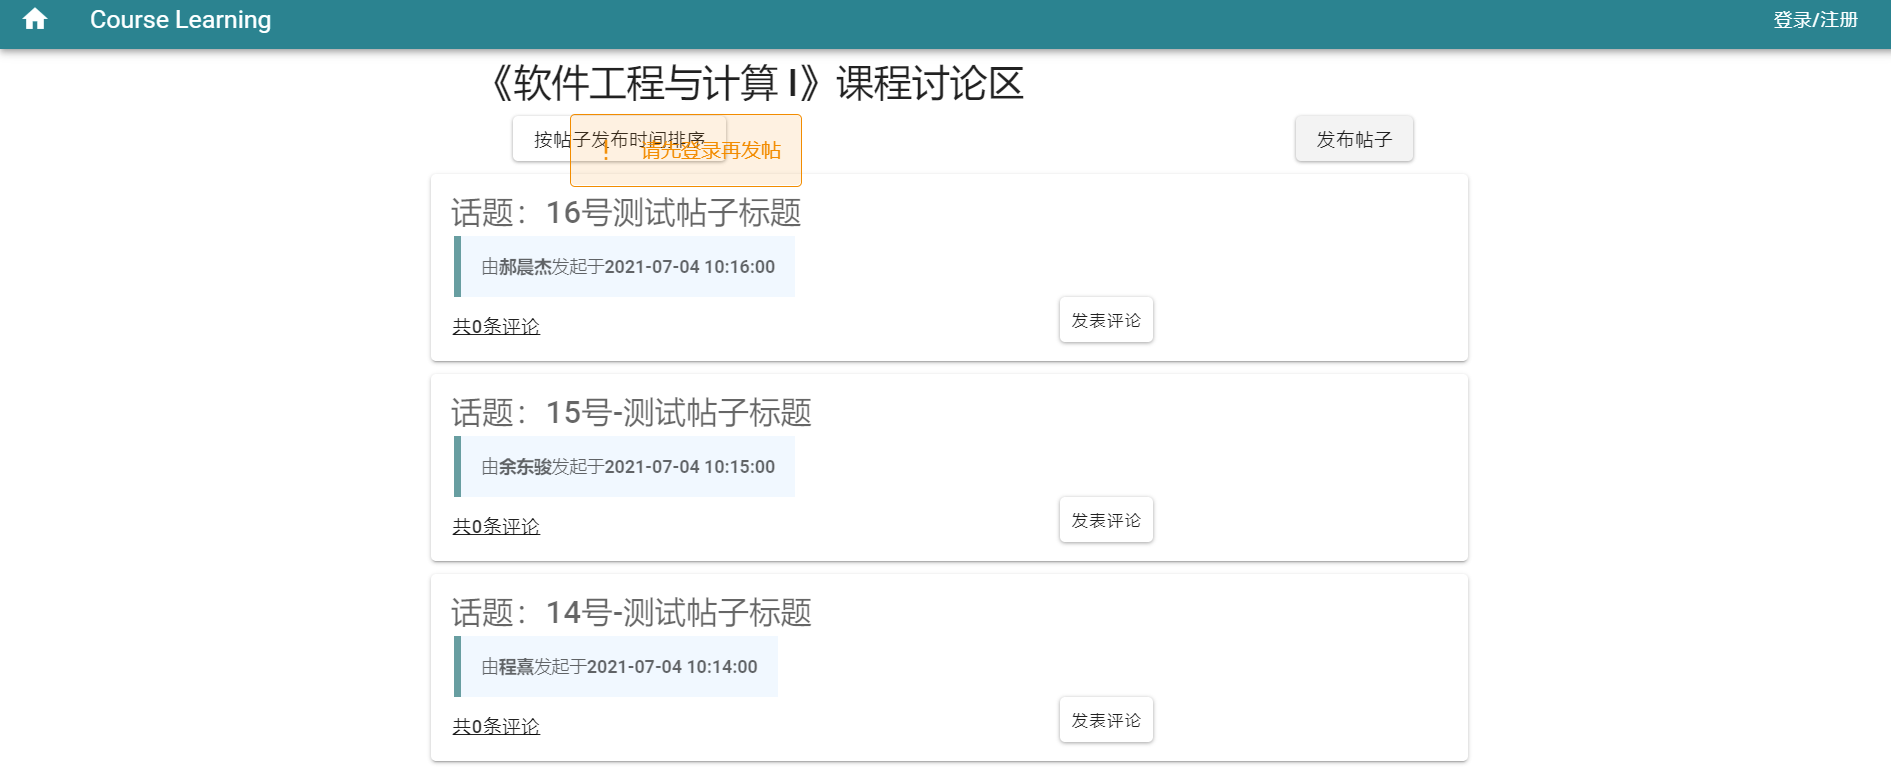 Course Learning
登录/注册
《软件工程与计算 I》课程讨论区
按帖子发布时间排序
! 请先登录再发帖
发布帖子
话题：16号测试帖子标题
由郝晨杰发起于2021-07-04 10:16:00
共0条评论
发表评论
话题：15号-测试帖子标题
由余东骏发起于2021-07-04 10:15:00
共0条评论
发表评论
话题：14号-测试帖子标题
由程熹发起于2021-07-04 10:14:00
共0条评论
发表评论